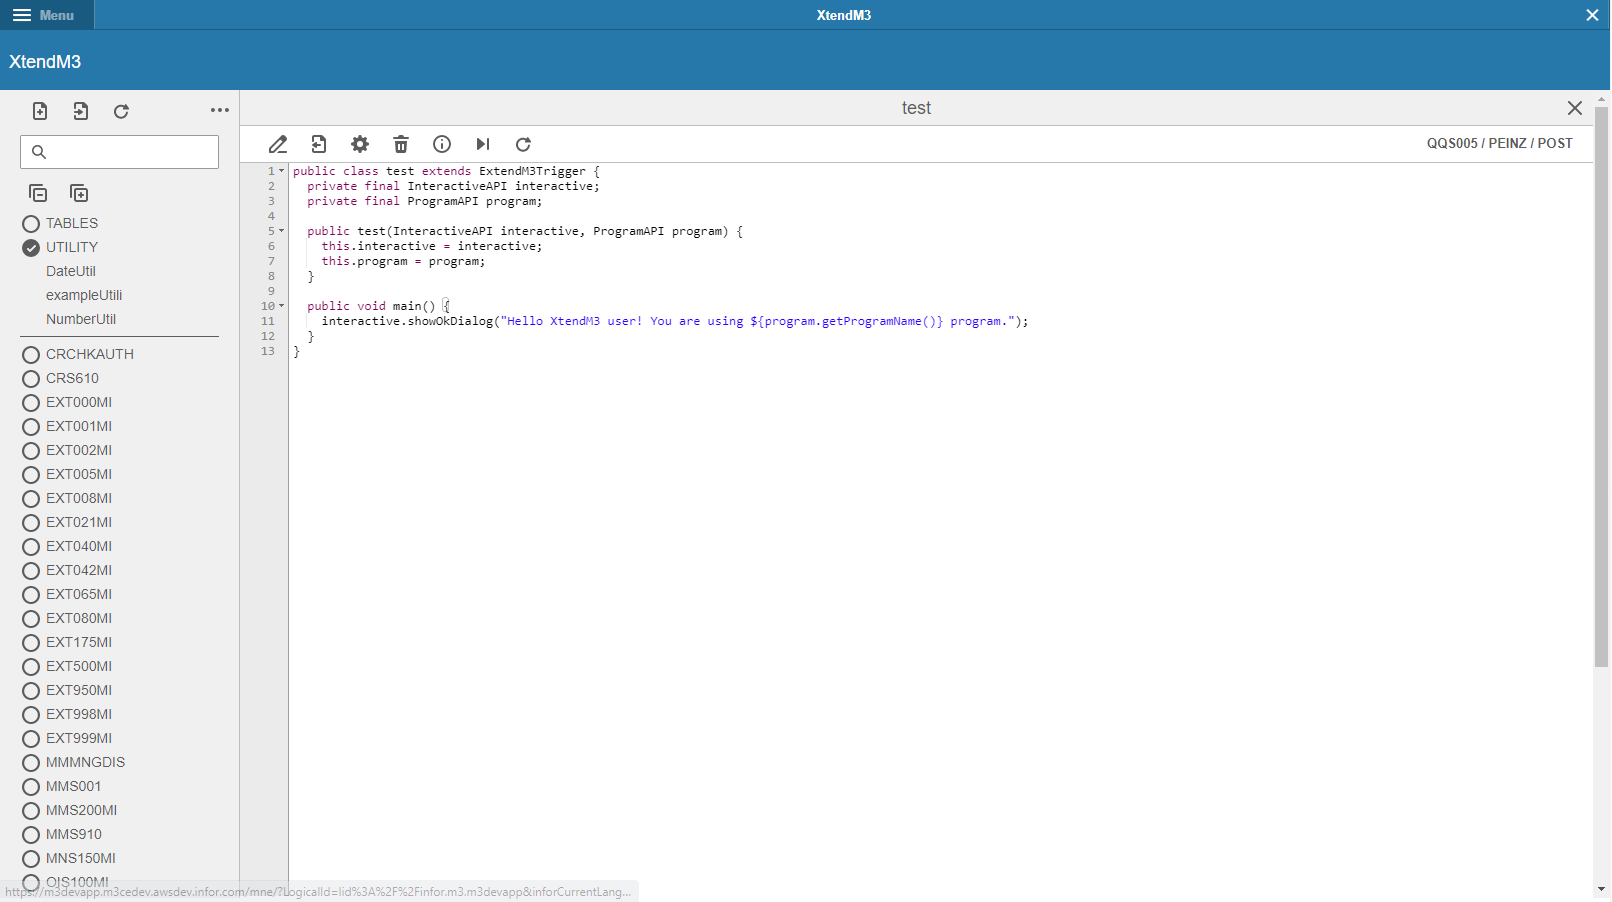 Menu
XtendM3
XtendM3
test
QQS005 / PEINZ / POST
TABLES
UTILITY
DateUtil
exampleUtili
NumberUtil
CRCHKAUTH
CRS610
EXT000MI
EXT001MI
EXT002MI
EXT005MI
EXT008MI
EXT021MI
EXT040MI
EXT042MI
EXT065MI
EXT080MI
EXT175MI
EXT500MI
EXT950MI
EXT998MI
EXT999MI
MMMNGDIS
MMS001
MMS200MI
MMS910
MNS150MI
OIS100MI
1 public class test extends ExtendM3Trigger {
2 private final InteractiveAPI interactive;
3 private final ProgramAPI program;
4
5 public test(InteractiveAPI interactive, ProgramAPI program) {
6 this.interactive = interactive;
7 this.program = program;
8 }
9
10 public void main() {
11 interactive.showOkDialog("Hello XtendM3 user! You are using ${program.getProgramName()} program.");
12 }
13 }
https://m3devapp.m3cedev.awsdev.infor.com/mne/?LogicalId=lid%3A%2F%2Finfor.m3.m3devapp&inforCurrentLang...